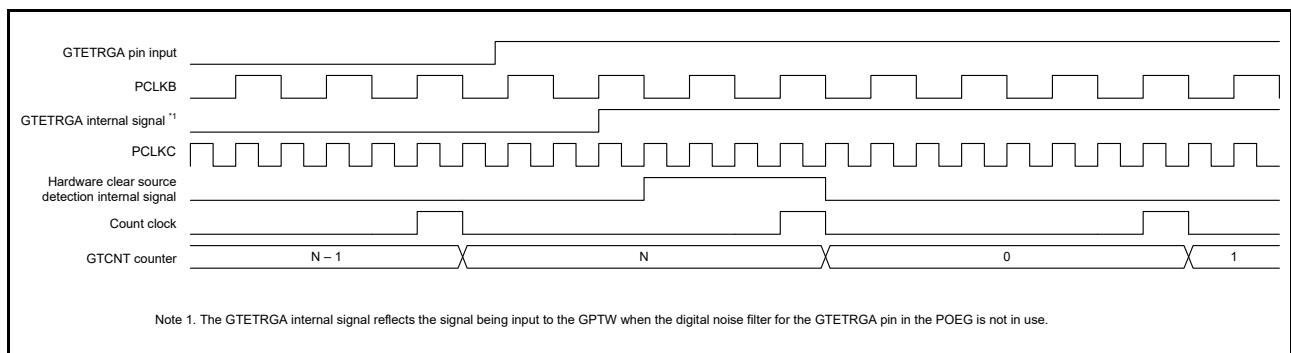 GTETRGA pin input
PCLKB
GTETRGA internal signal *1
PCLKC
Hardware clear source
detection internal signal
Count clock
GTCNT counter
N – 1
N
0
1
Note 1. The GTETRGA internal signal reflects the signal being input to the GPTW when the digital noise filter for the GTETRGA pin in the POEG is not in use.